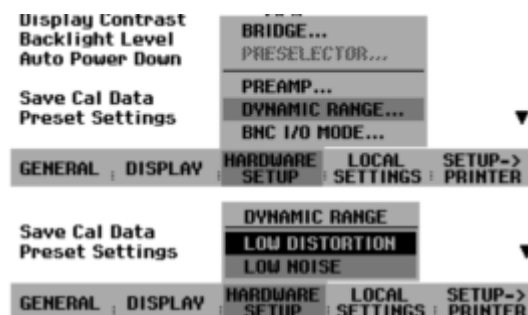 Display Contrast
Backlight Level
Auto Power Down
Save Cal Data
Preset Settings
BRIDGE...
PRESELECTOR...
PREAMP...
DYNAMIC RANGE...
BNC I/O MODE...
GENERAL DISPLAY HARDWARE SETUP LOCAL SETTINGS SETUP-> PRINTER
Save Cal Data
Preset Settings
DYNAMIC RANGE
LOW DISTORTION
LOW NOISE
GENERAL DISPLAY HARDWARE SETUP LOCAL SETTINGS SETUP-> PRINTER